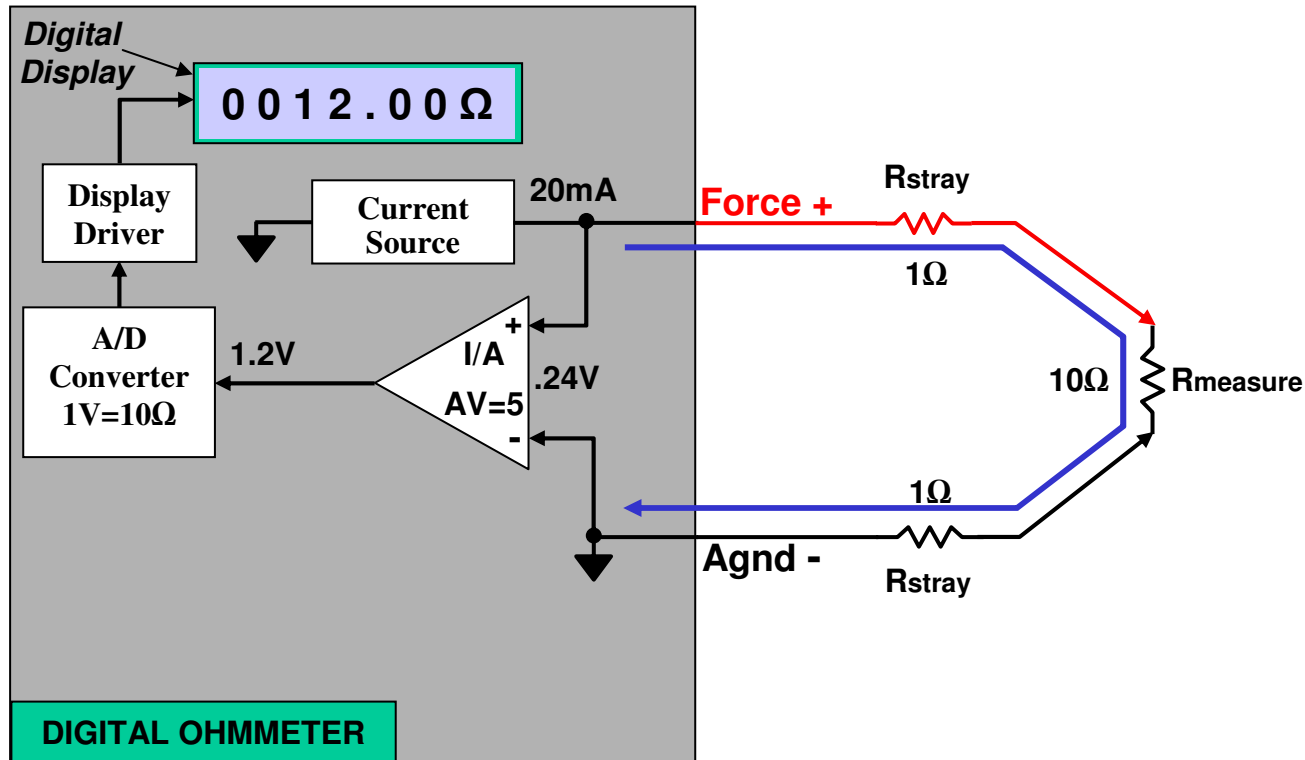 Digital
Display
0012.00Ω
Display
Driver
Current
Source
20mA
Force +
Rstray
1Ω
A/D
Converter
1V=10Ω
1.2V
+
I/A
AV=5
-
.24V
10Ω
Rmeasure
1Ω
Agnd -
Rstray
DIGITAL OHMMETER